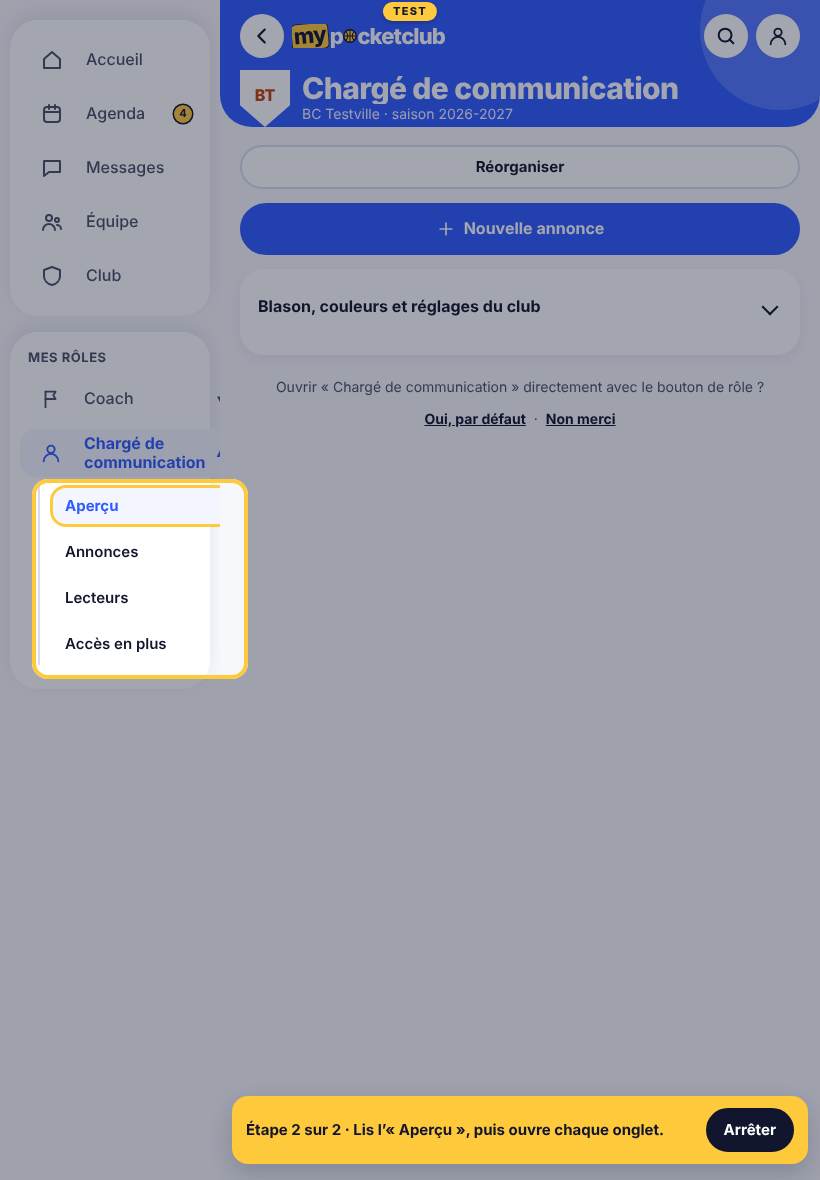 Accueil
Agenda
4
Messages
Équipe
Club
MES RÔLES
Coach
Chargé de
communication
Aperçu
Annonces
Lecteurs
Accès en plus
TEST
mypocketclub
BT
Chargé de communication
BC Testville · saison 2026-2027
Réorganiser
Nouvelle annonce
Blason, couleurs et réglages du club
Ouvrir « Chargé de communication » directement avec le bouton de rôle ?
Oui, par défaut · Non merci
Étape 2 sur 2 · Lis l’« Aperçu », puis ouvre chaque onglet.
Arrêter